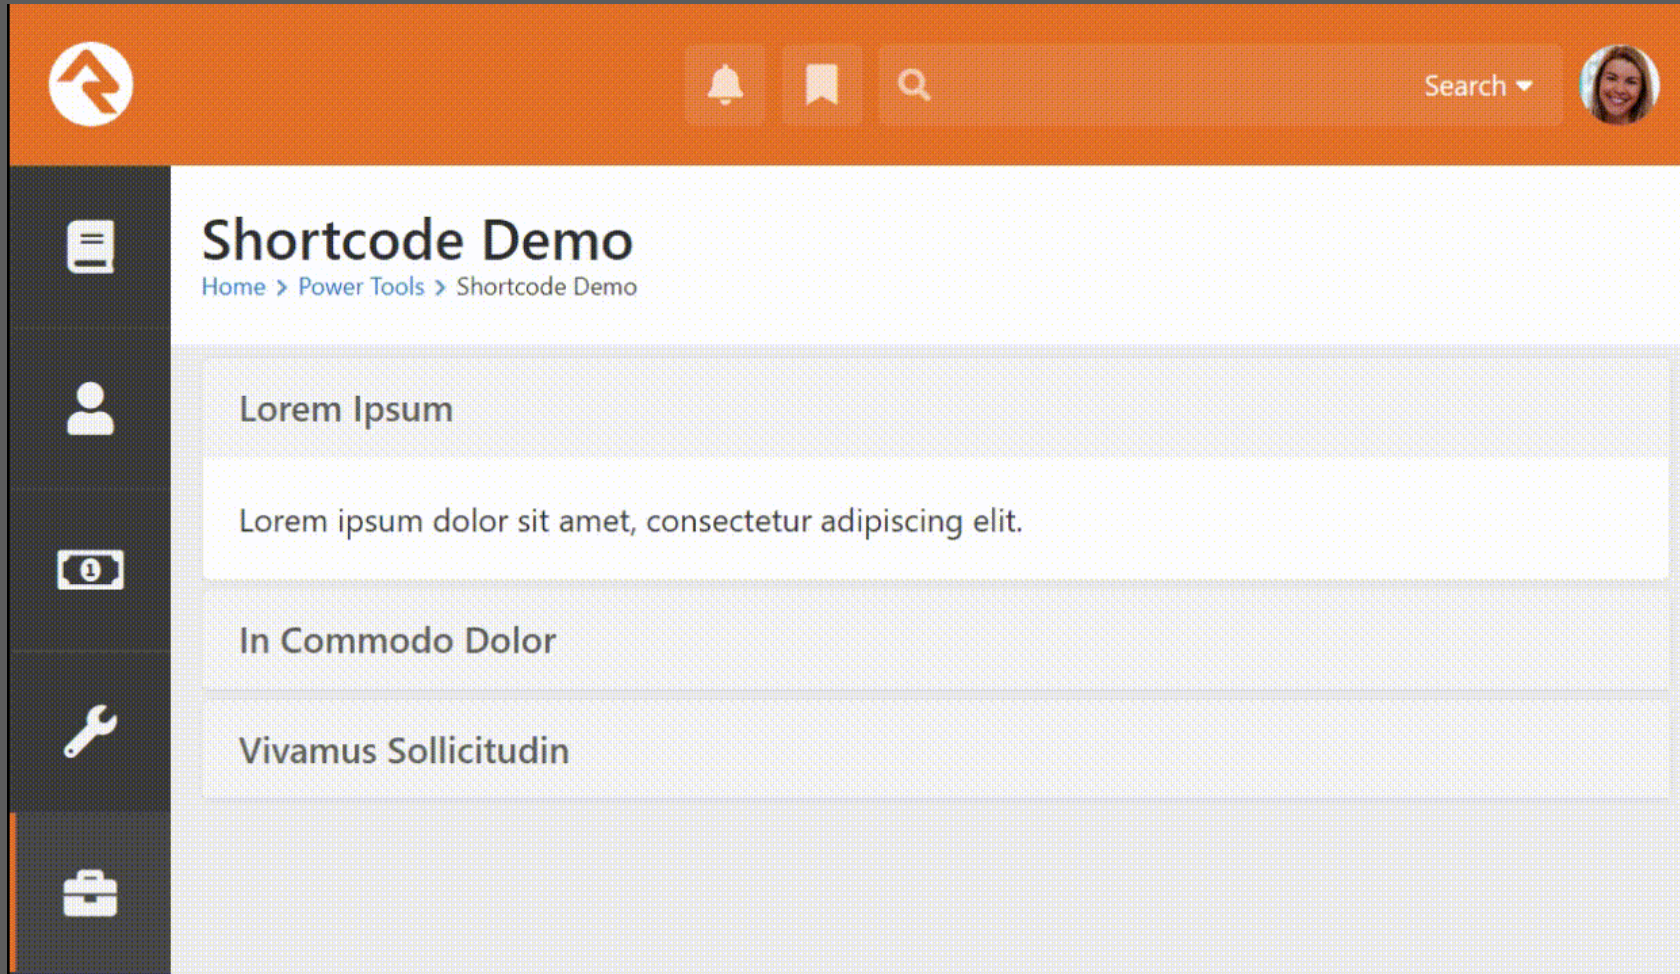 Search
Shortcode Demo
Home > Power Tools > Shortcode Demo
Lorem Ipsum
Lorem ipsum dolor sit amet, consectetur adipiscing elit.
1
In Commodo Dolor
Vivamus Sollicitudin